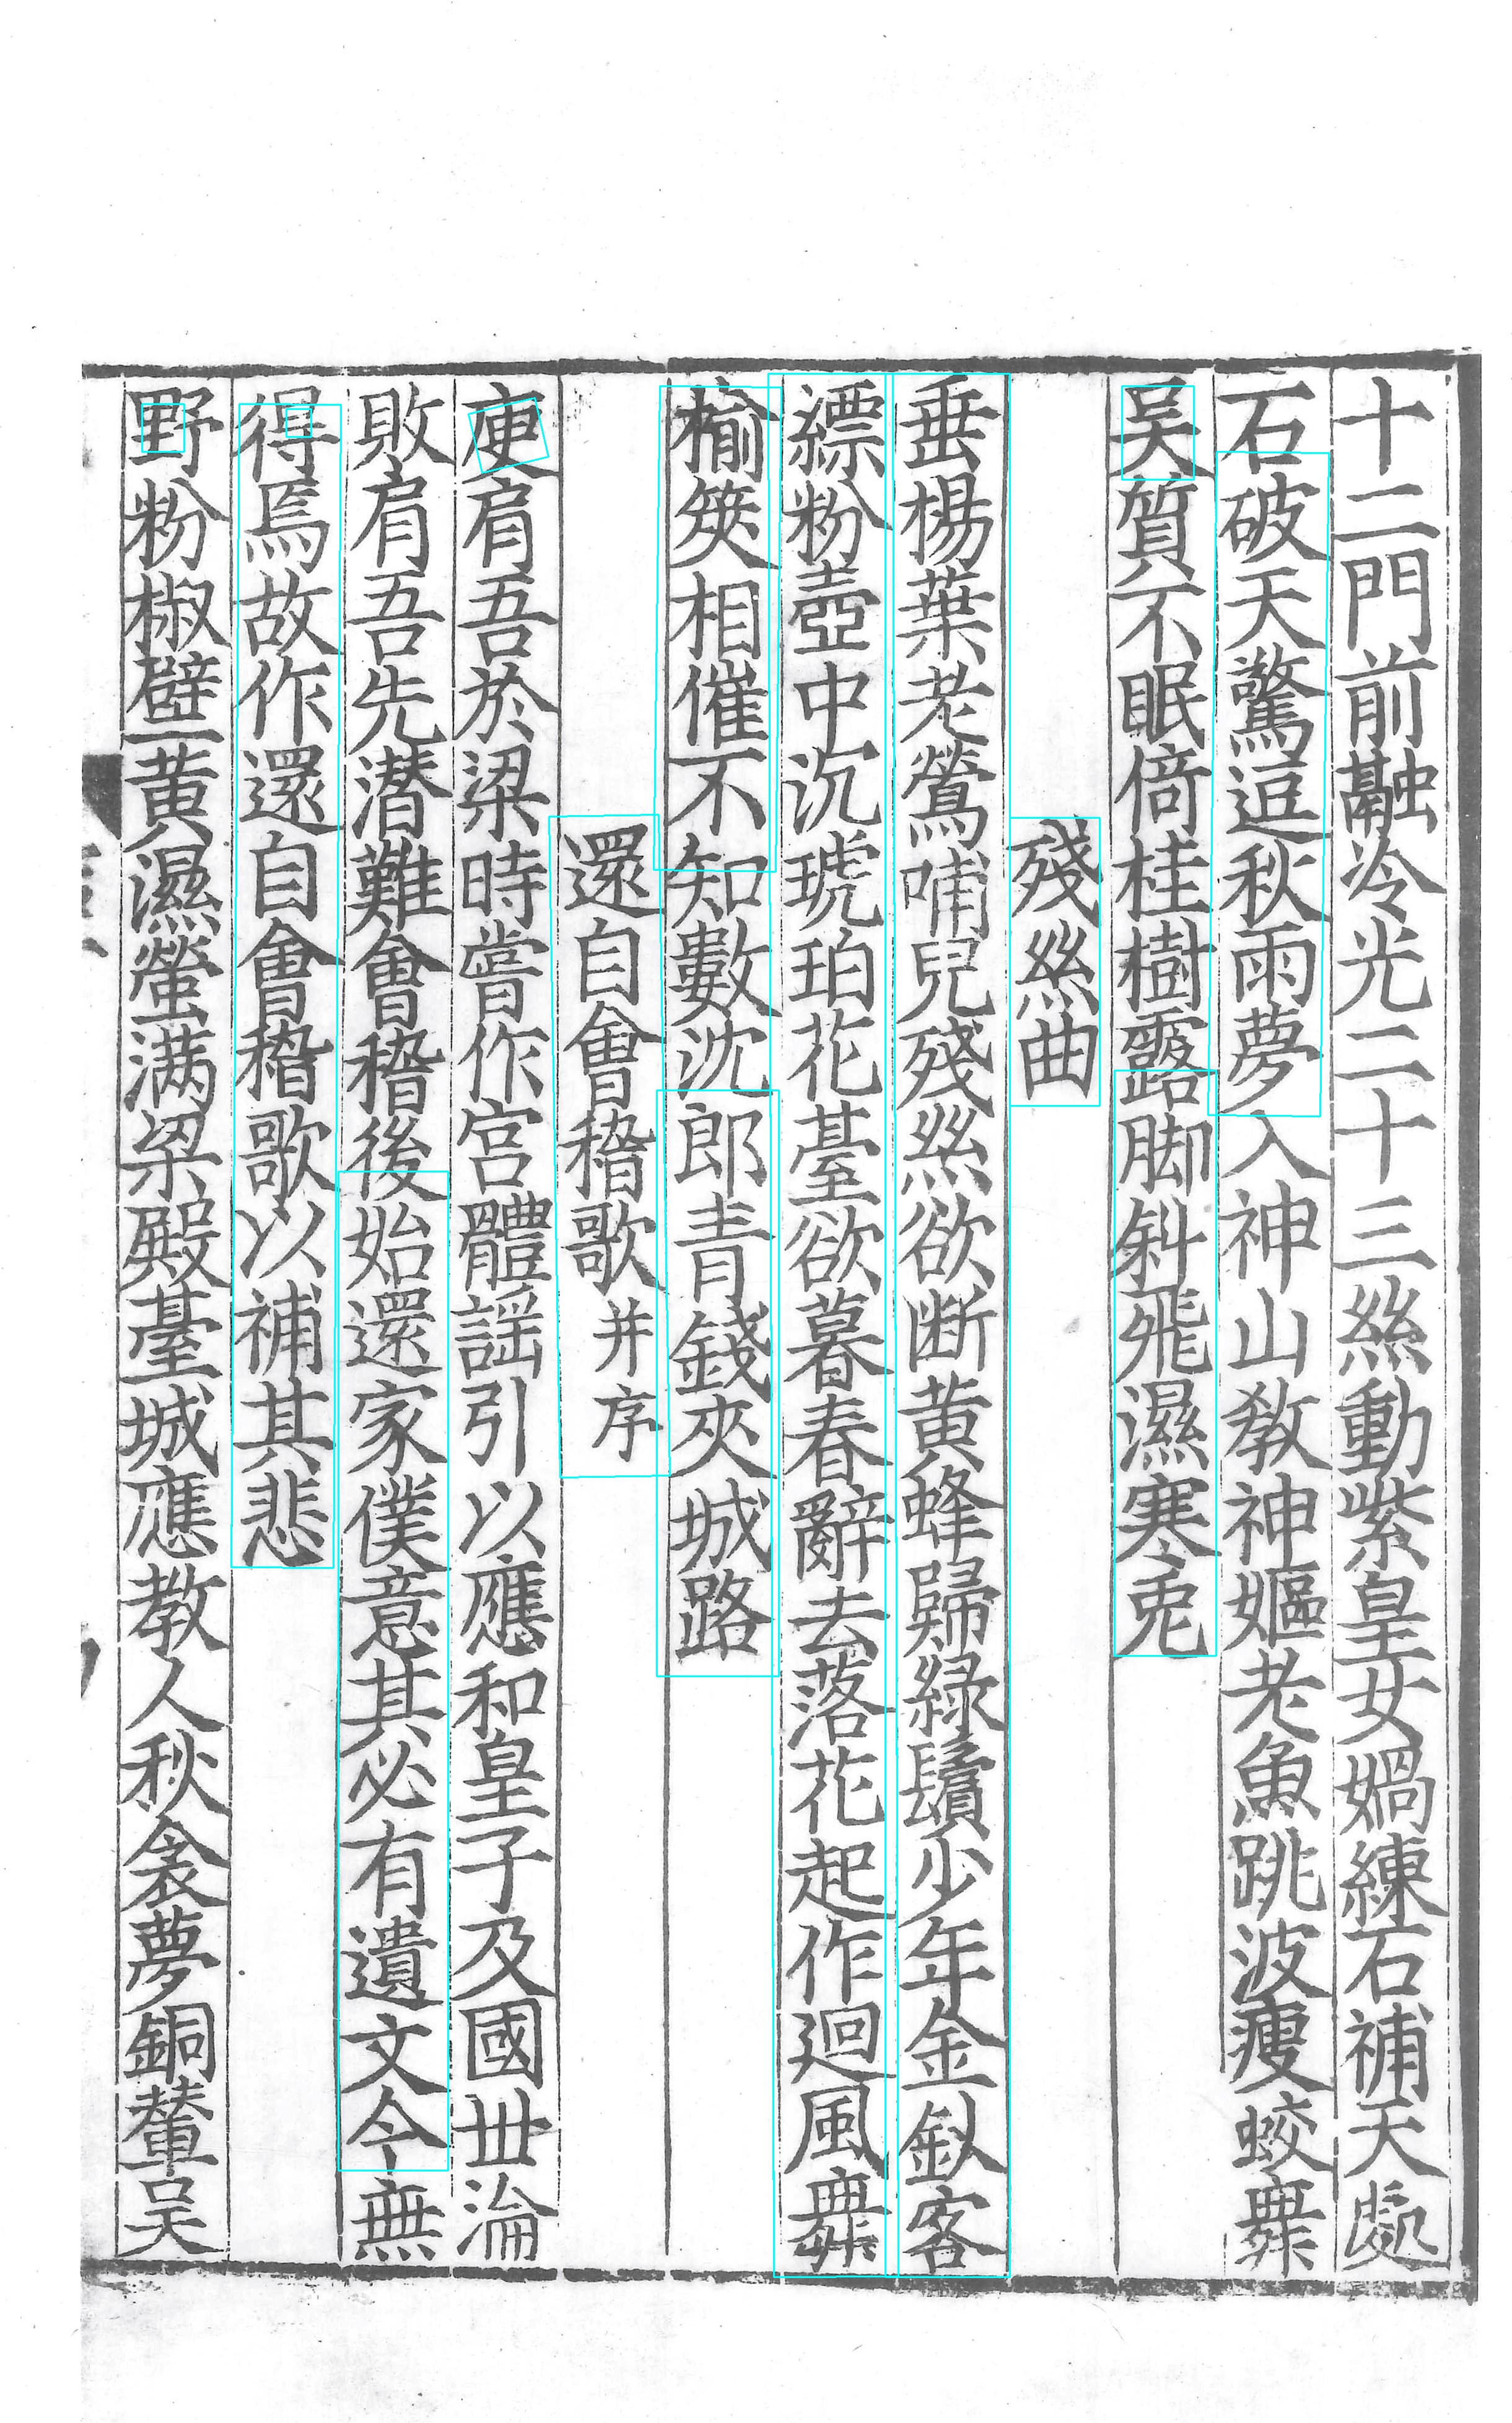 十二門前融冷光二十三絲動紫皇女媧練石補天處
石破天驚逗秋雨夢入神山教神嫗老魚跳波瘦蛟舞
吴質不眠倚桂樹露脚斜飛濕寒兎
殘絲曲
垂楊葉老鶯哺兒殘絲欲断黄蜂歸緑鬢少年金釵客
縹粉壺中沉琥珀花臺欲暮春辭去落花起作廻風舞
榆筴相催不知數沈郎青錢夾城路
還自會稽歌并序
庾肩吾於梁時嘗作宫體謡引以應和皇子及國丗淪
敗肩吾先潜難會稽後始還家僕意其必有遺文今無
得焉故作還自會稽歌以補其悲
野粉椒壁黄濕螢滿梁殿臺城應教人秋衾夢銅輦吴